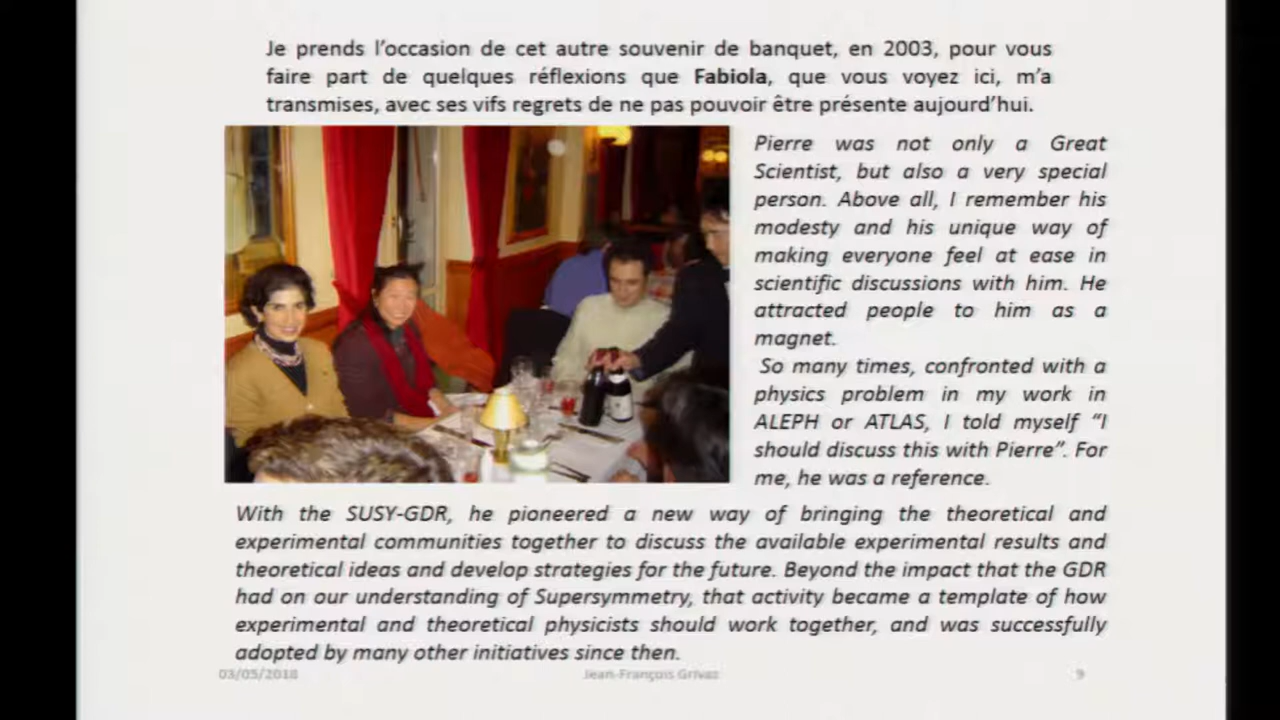 Je prends l’occasion de cet autre souvenir de banquet, en 2003, pour vous
faire part de quelques réflexions que Fabiola, que vous voyez ici, m’a
transmises, avec ses vifs regrets de ne pas pouvoir être présente aujourd’hui.
Pierre was not only a Great
Scientist, but also a very special
person. Above all, I remember his
modesty and his unique way of
making everyone feel at ease in
scientific discussions with him. He
attracted people to him as a
magnet.
So many times, confronted with a
physics problem in my work in
ALEPH or ATLAS, I told myself “I
should discuss this with Pierre”. For
me, he was a reference.
With the SUSY-GDR, he pioneered a new way of bringing the theoretical and
experimental communities together to discuss the available experimental results and
theoretical ideas and develop strategies for the future. Beyond the impact that the GDR
had on our understanding of Supersymmetry, that activity became a template of how
experimental and theoretical physicists should work together, and was successfully
adopted by many other initiatives since then.
03/05/2018 Jean-François Grivaz 9